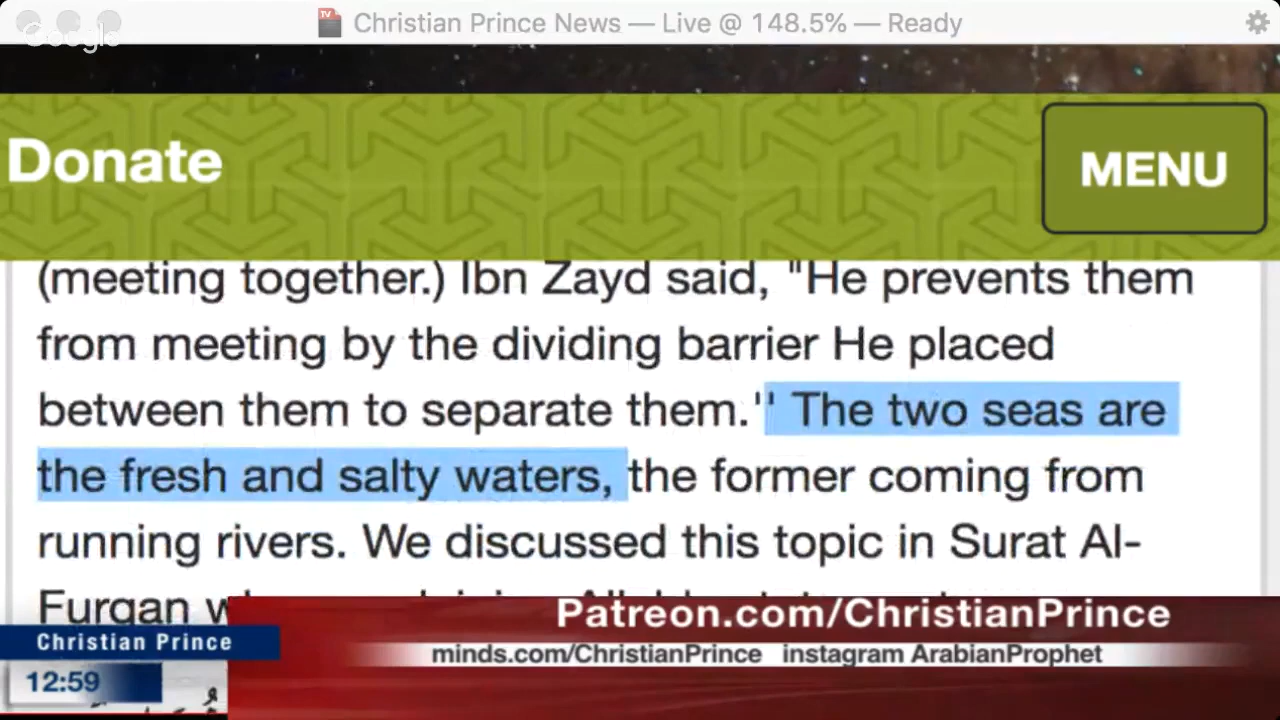 Christian Prince News — Live @ 148.5% — Ready
Google
Donate
MENU
(meeting together.) Ibn Zayd said, "He prevents them
from meeting by the dividing barrier He placed
between them to separate them.'' The two seas are
the fresh and salty waters, the former coming from
running rivers. We discussed this topic in Surat Al-
Furqan
Patreon.com/ChristianPrince
Christian Prince
minds.com/ChristianPrince instagram ArabianProphet
12:59